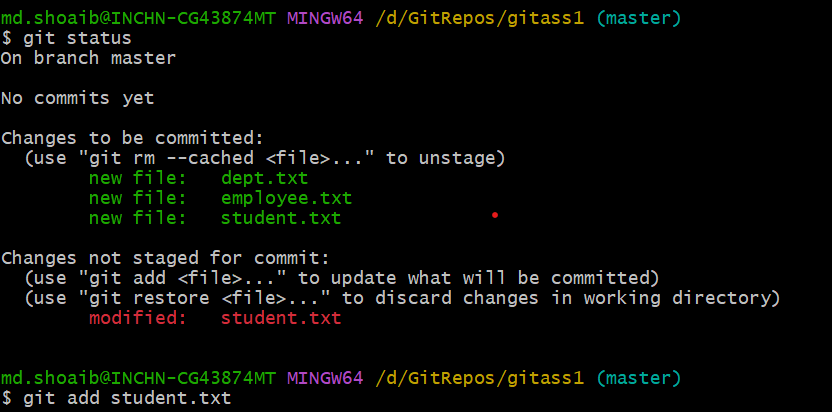 md.shoaib@INCHN-CG43874MT MINGW64 /d/GitRepos/gitass1 (master)
$ git status
On branch master
No commits yet
Changes to be committed:
(use "git rm --cached <file>..." to unstage)
new file: dept.txt
new file: employee.txt
new file: student.txt
Changes not staged for commit:
(use "git add <file>..." to update what will be committed)
(use "git restore <file>..." to discard changes in working directory)
modified: student.txt
md.shoaib@INCHN-CG43874MT MINGW64 /d/GitRepos/gitass1 (master)
$ git add student.txt